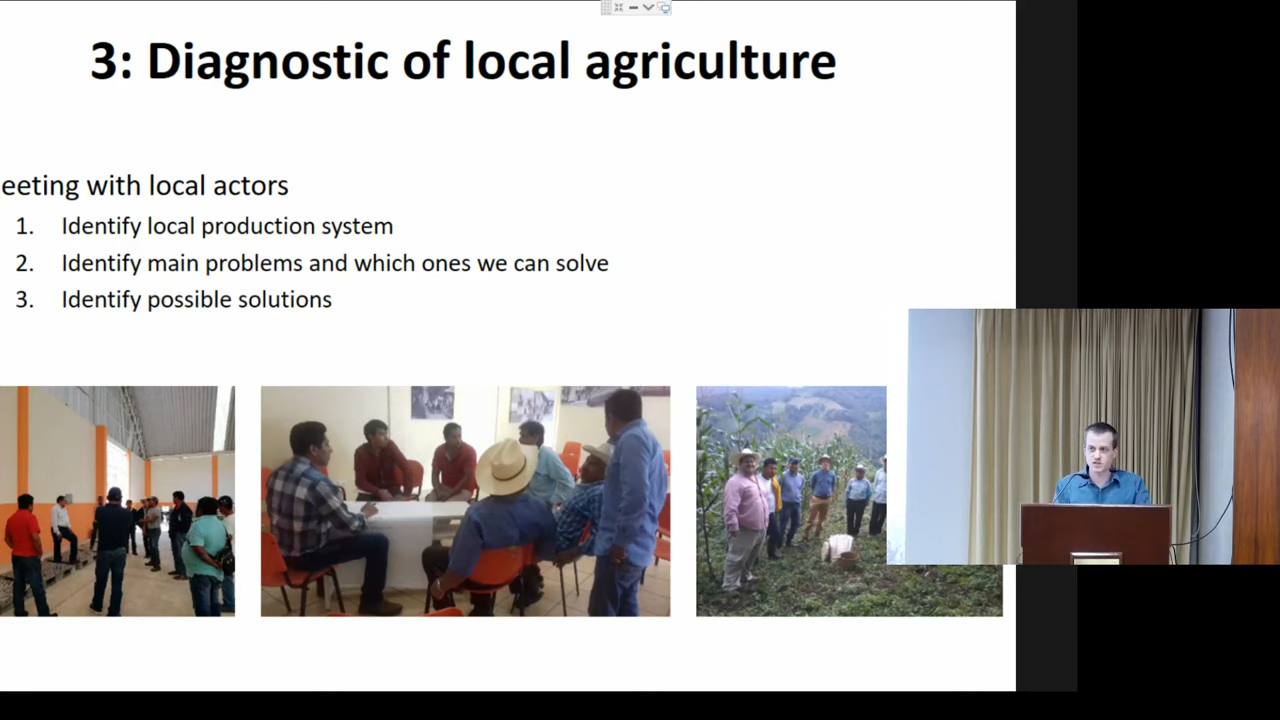 3: Diagnostic of local agriculture
eeting with local actors
1. Identify local production system
2. Identify main problems and which ones we can solve
3. Identify possible solutions